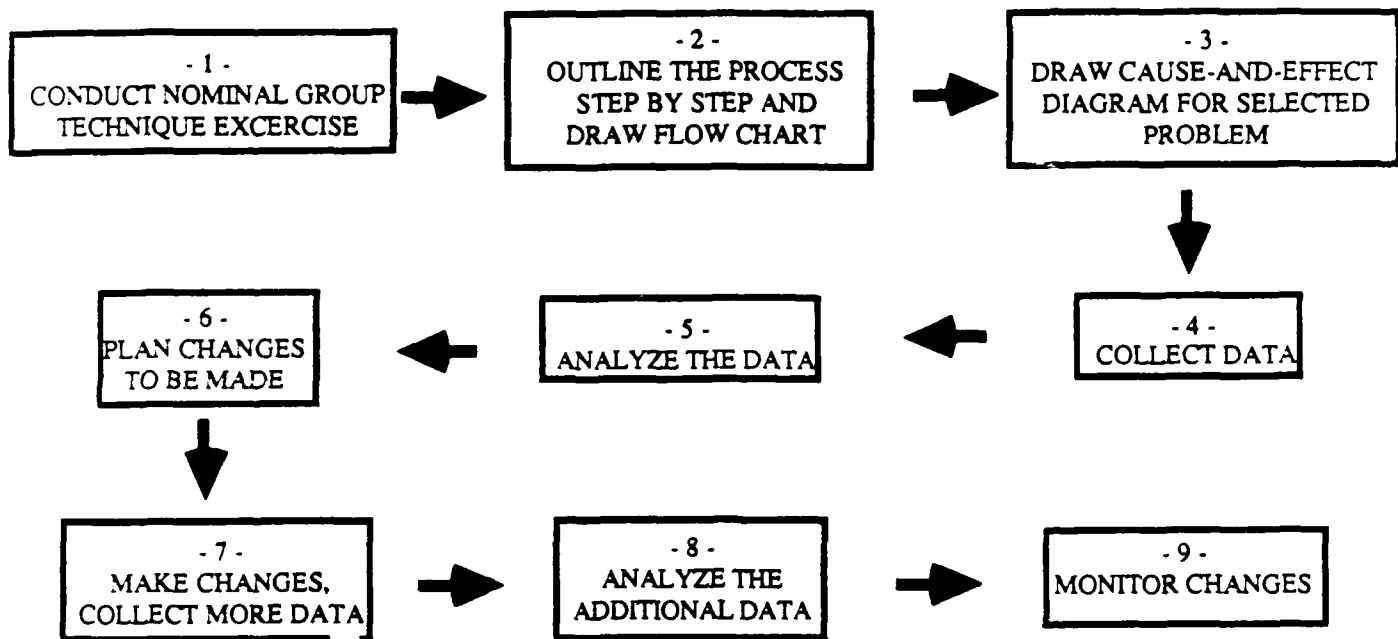 - 1 -
CONDUCT NOMINAL GROUP
TECHNIQUE EXCERCISE
- 2 -
OUTLINE THE PROCESS
STEP BY STEP AND
DRAW FLOW CHART
- 3 -
DRAW CAUSE-AND-EFFECT
DIAGRAM FOR SELECTED
PROBLEM
- 4 -
COLLECT DATA
- 5 -
ANALYZE THE DATA
- 6 -
PLAN CHANGES
TO BE MADE
- 7 -
MAKE CHANGES,
COLLECT MORE DATA
- 8 -
ANALYZE THE
ADDITIONAL DATA
- 9 -
MONITOR CHANGES